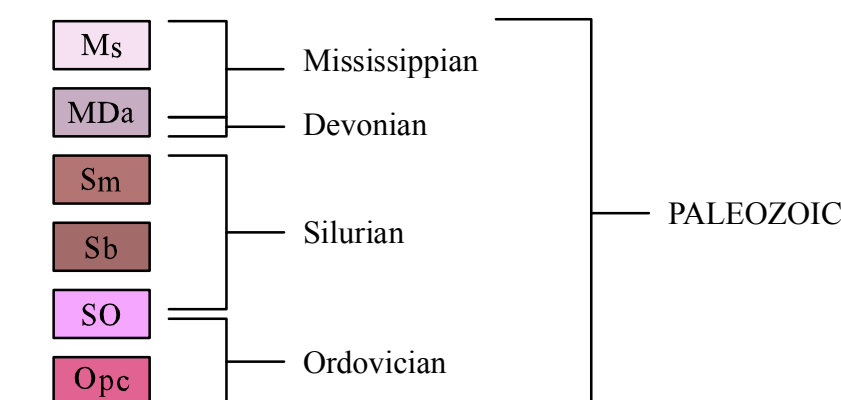 Ms
Mississippian
MDa
Devonian
Sm
PALEOZOIC
Silurian
Sb
SO
Ordovician
Opc